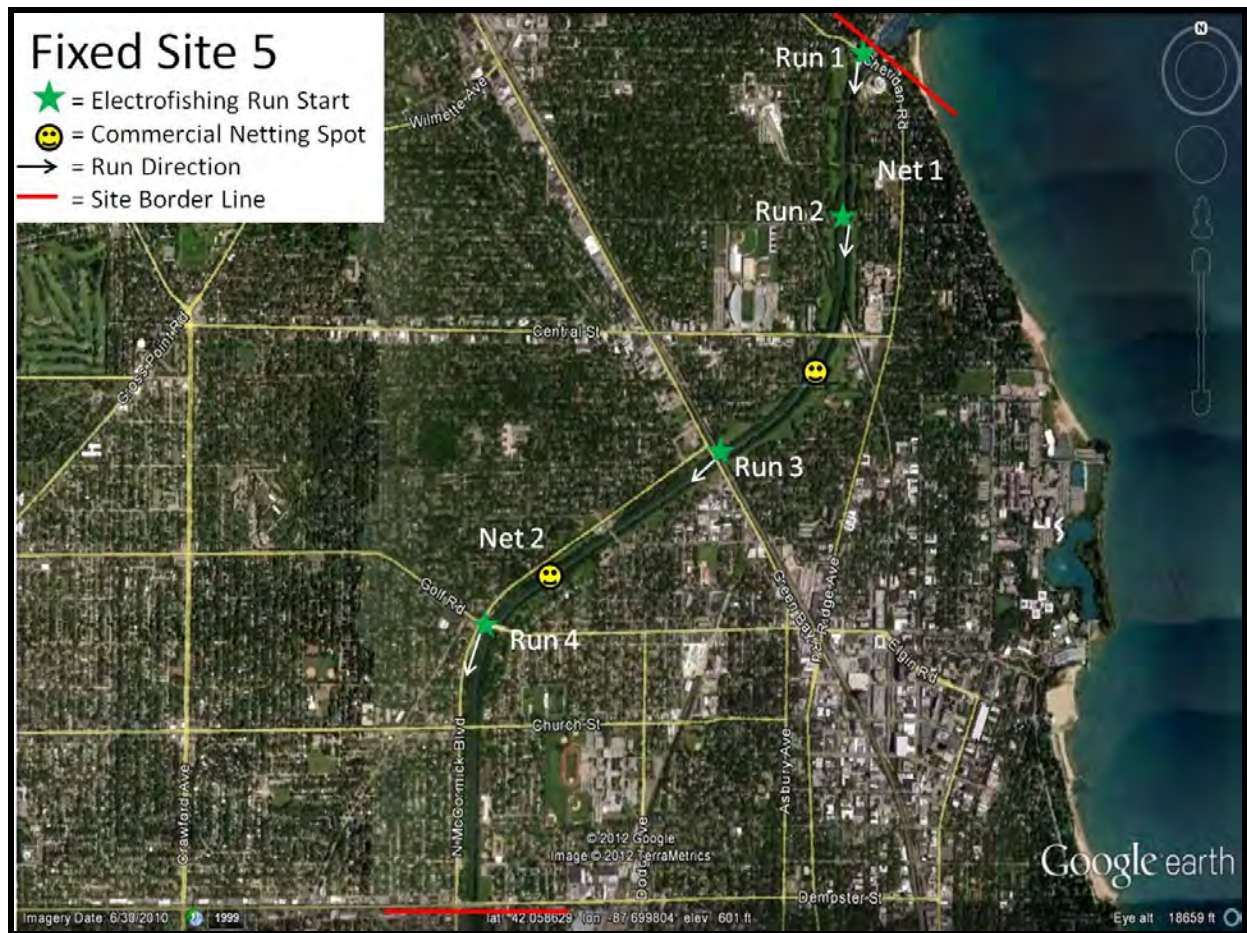 Fixed Site 5
= Electrofishing Run Start
= Commercial Netting Spot
= Run Direction
= Site Border Line
N
Run 1
Sheridan Rd
Wilmette Ave
Net 1
Run 2
Central St
Gross Point Rd
Run 3
Net 2
Golf Rd
Green Bay
Ridge Ave
Run 4
Elgin Rd
Church St
N McCormick Blvd
Crawford Ave
Asbury Ave
© 2012 Google
Image © 2012 TerraMetrics
Dempster St
Google earth
Imagery Date: 6/30/2010
1999
lat 42.058629° lon -87.699804° elev 601 ft
Eye alt 18659 ft